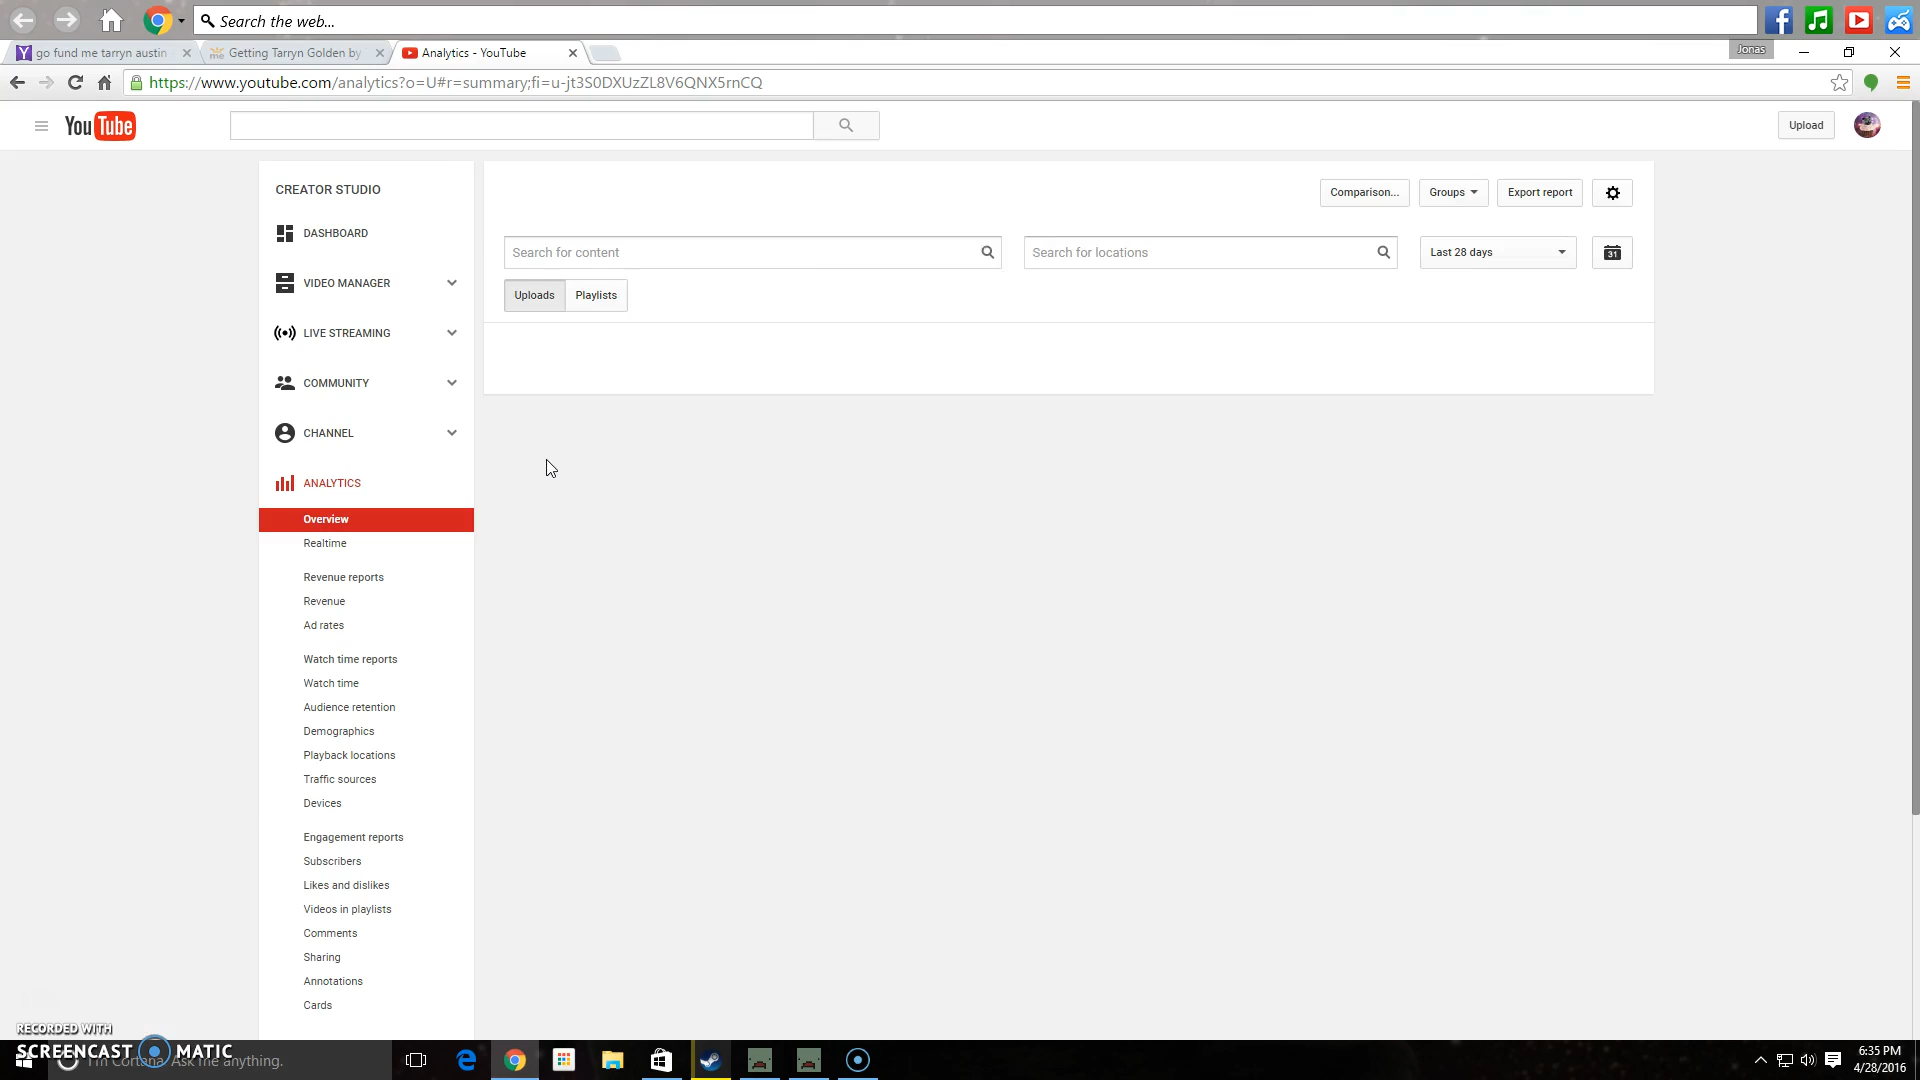 Search the web...
go fund me tarryn austin
Getting Tarryn Golden by
Analytics - YouTube
Jonas
https://www.youtube.com/analytics?o=U#r=summary;fi=u-jt3S0DXUzZL8V6QNX5rnCQ
YouTube
Upload
CREATOR STUDIO
DASHBOARD
VIDEO MANAGER
LIVE STREAMING
COMMUNITY
CHANNEL
ANALYTICS
Overview
Realtime
Revenue reports
Revenue
Ad rates
Watch time reports
Watch time
Audience retention
Demographics
Playback locations
Traffic sources
Devices
Engagement reports
Subscribers
Likes and dislikes
Videos in playlists
Comments
Sharing
Annotations
Cards
Comparison...
Groups
Export report
Search for content
Search for locations
Last 28 days
31
Uploads
Playlists
RECORDED WITH
SCREENCAST MATIC
I'm Cortana. Ask me anything.
6:35 PM
4/28/2016